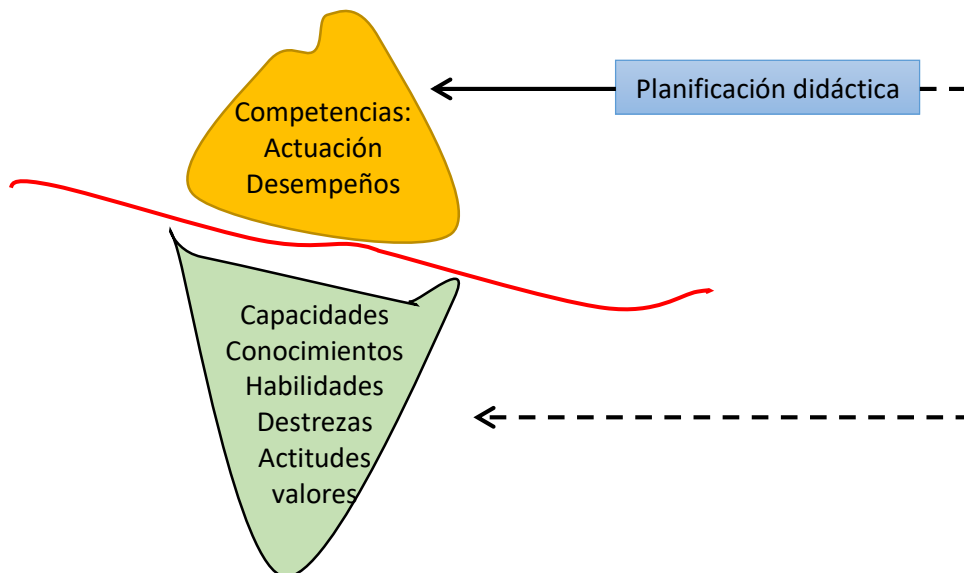 Planificación didáctica
Competencias:
Actuación
Desempeños
Capacidades
Conocimientos
Habilidades
Destrezas
Actitudes
valores